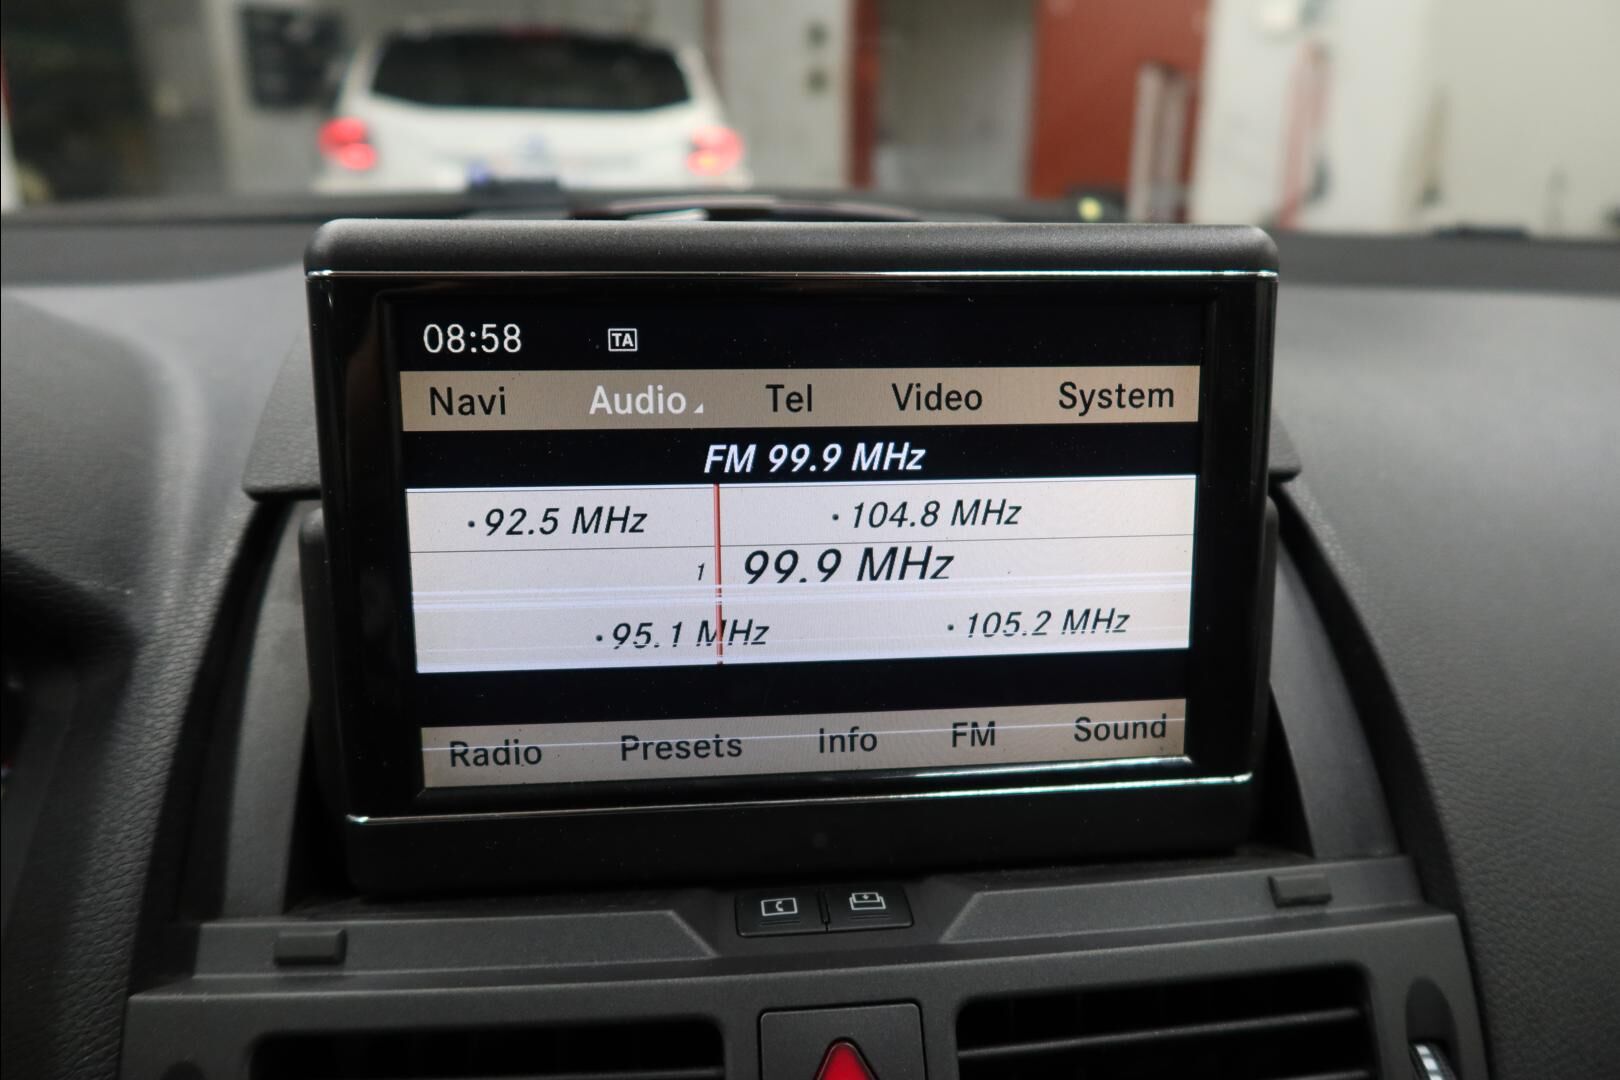 08:58 TA
Navi Audio Tel Video System
FM 99.9 MHz
·92.5 MHz ·104.8 MHz
1 99.9 MHz
·95.1 MHz ·105.2 MHz
Radio Presets Info FM Sound